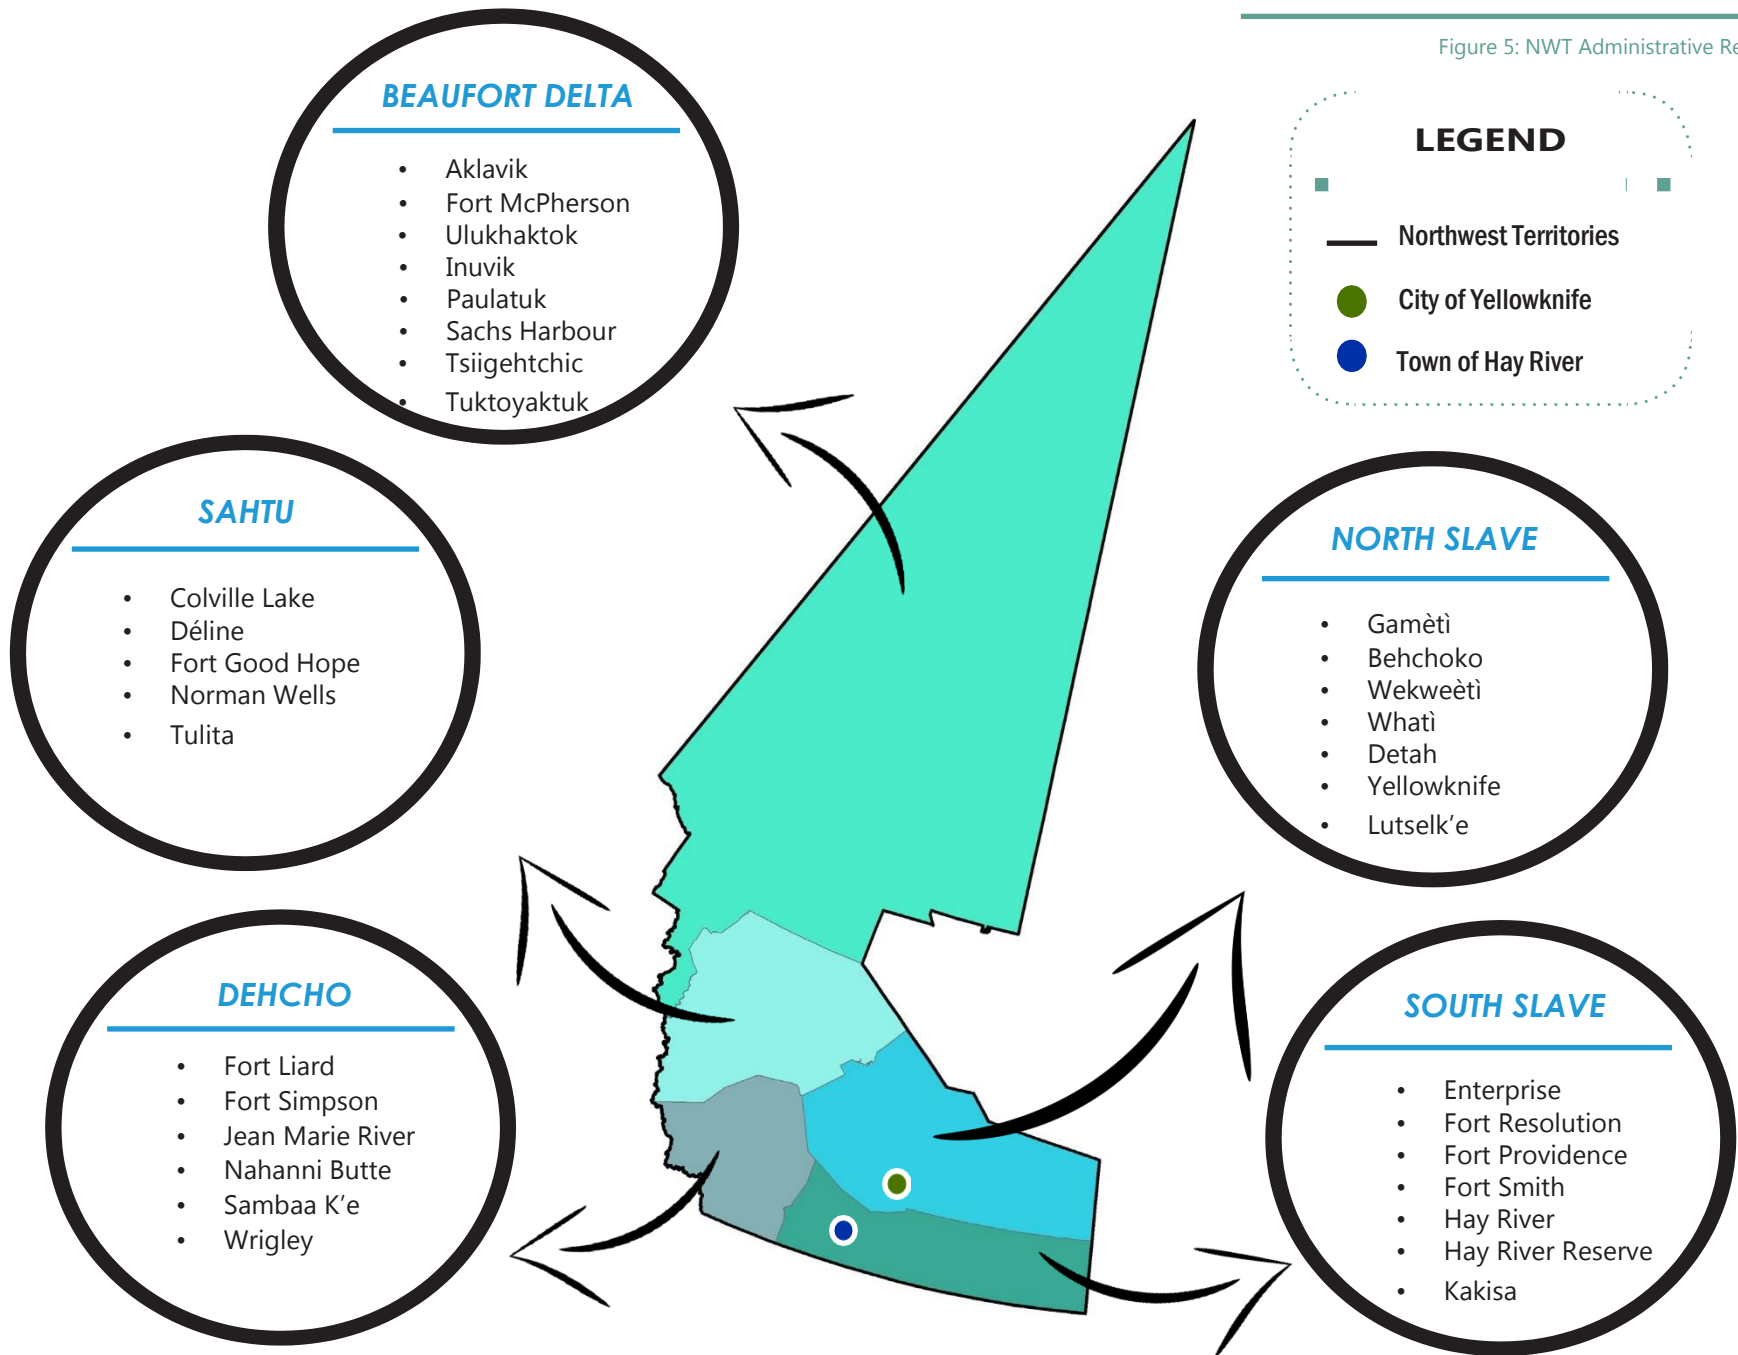 Figure 5: NWT Administrative
BEAUFORT DELTA
• Aklavik
• Fort McPherson
• Ulukhaktok
• Inuvik
• Paulatuk
• Sachs Harbour
• Tsiigehtchic
• Tuktoyaktuk
LEGEND
Northwest Territories
City of Yellowknife
Town of Hay River
SAHTU
• Colville Lake
• Déline
• Fort Good Hope
• Norman Wells
• Tulita
NORTH SLAVE
• Gamètì
• Behchoko
• Wekweètì
• Whatì
• Detah
• Yellowknife
• Lutselk’e
DEHCHO
• Fort Liard
• Fort Simpson
• Jean Marie River
• Nahanni Butte
• Sambaa K’e
• Wrigley
SOUTH SLAVE
• Enterprise
• Fort Resolution
• Fort Providence
• Fort Smith
• Hay River
• Hay River Reserve
• Kakisa